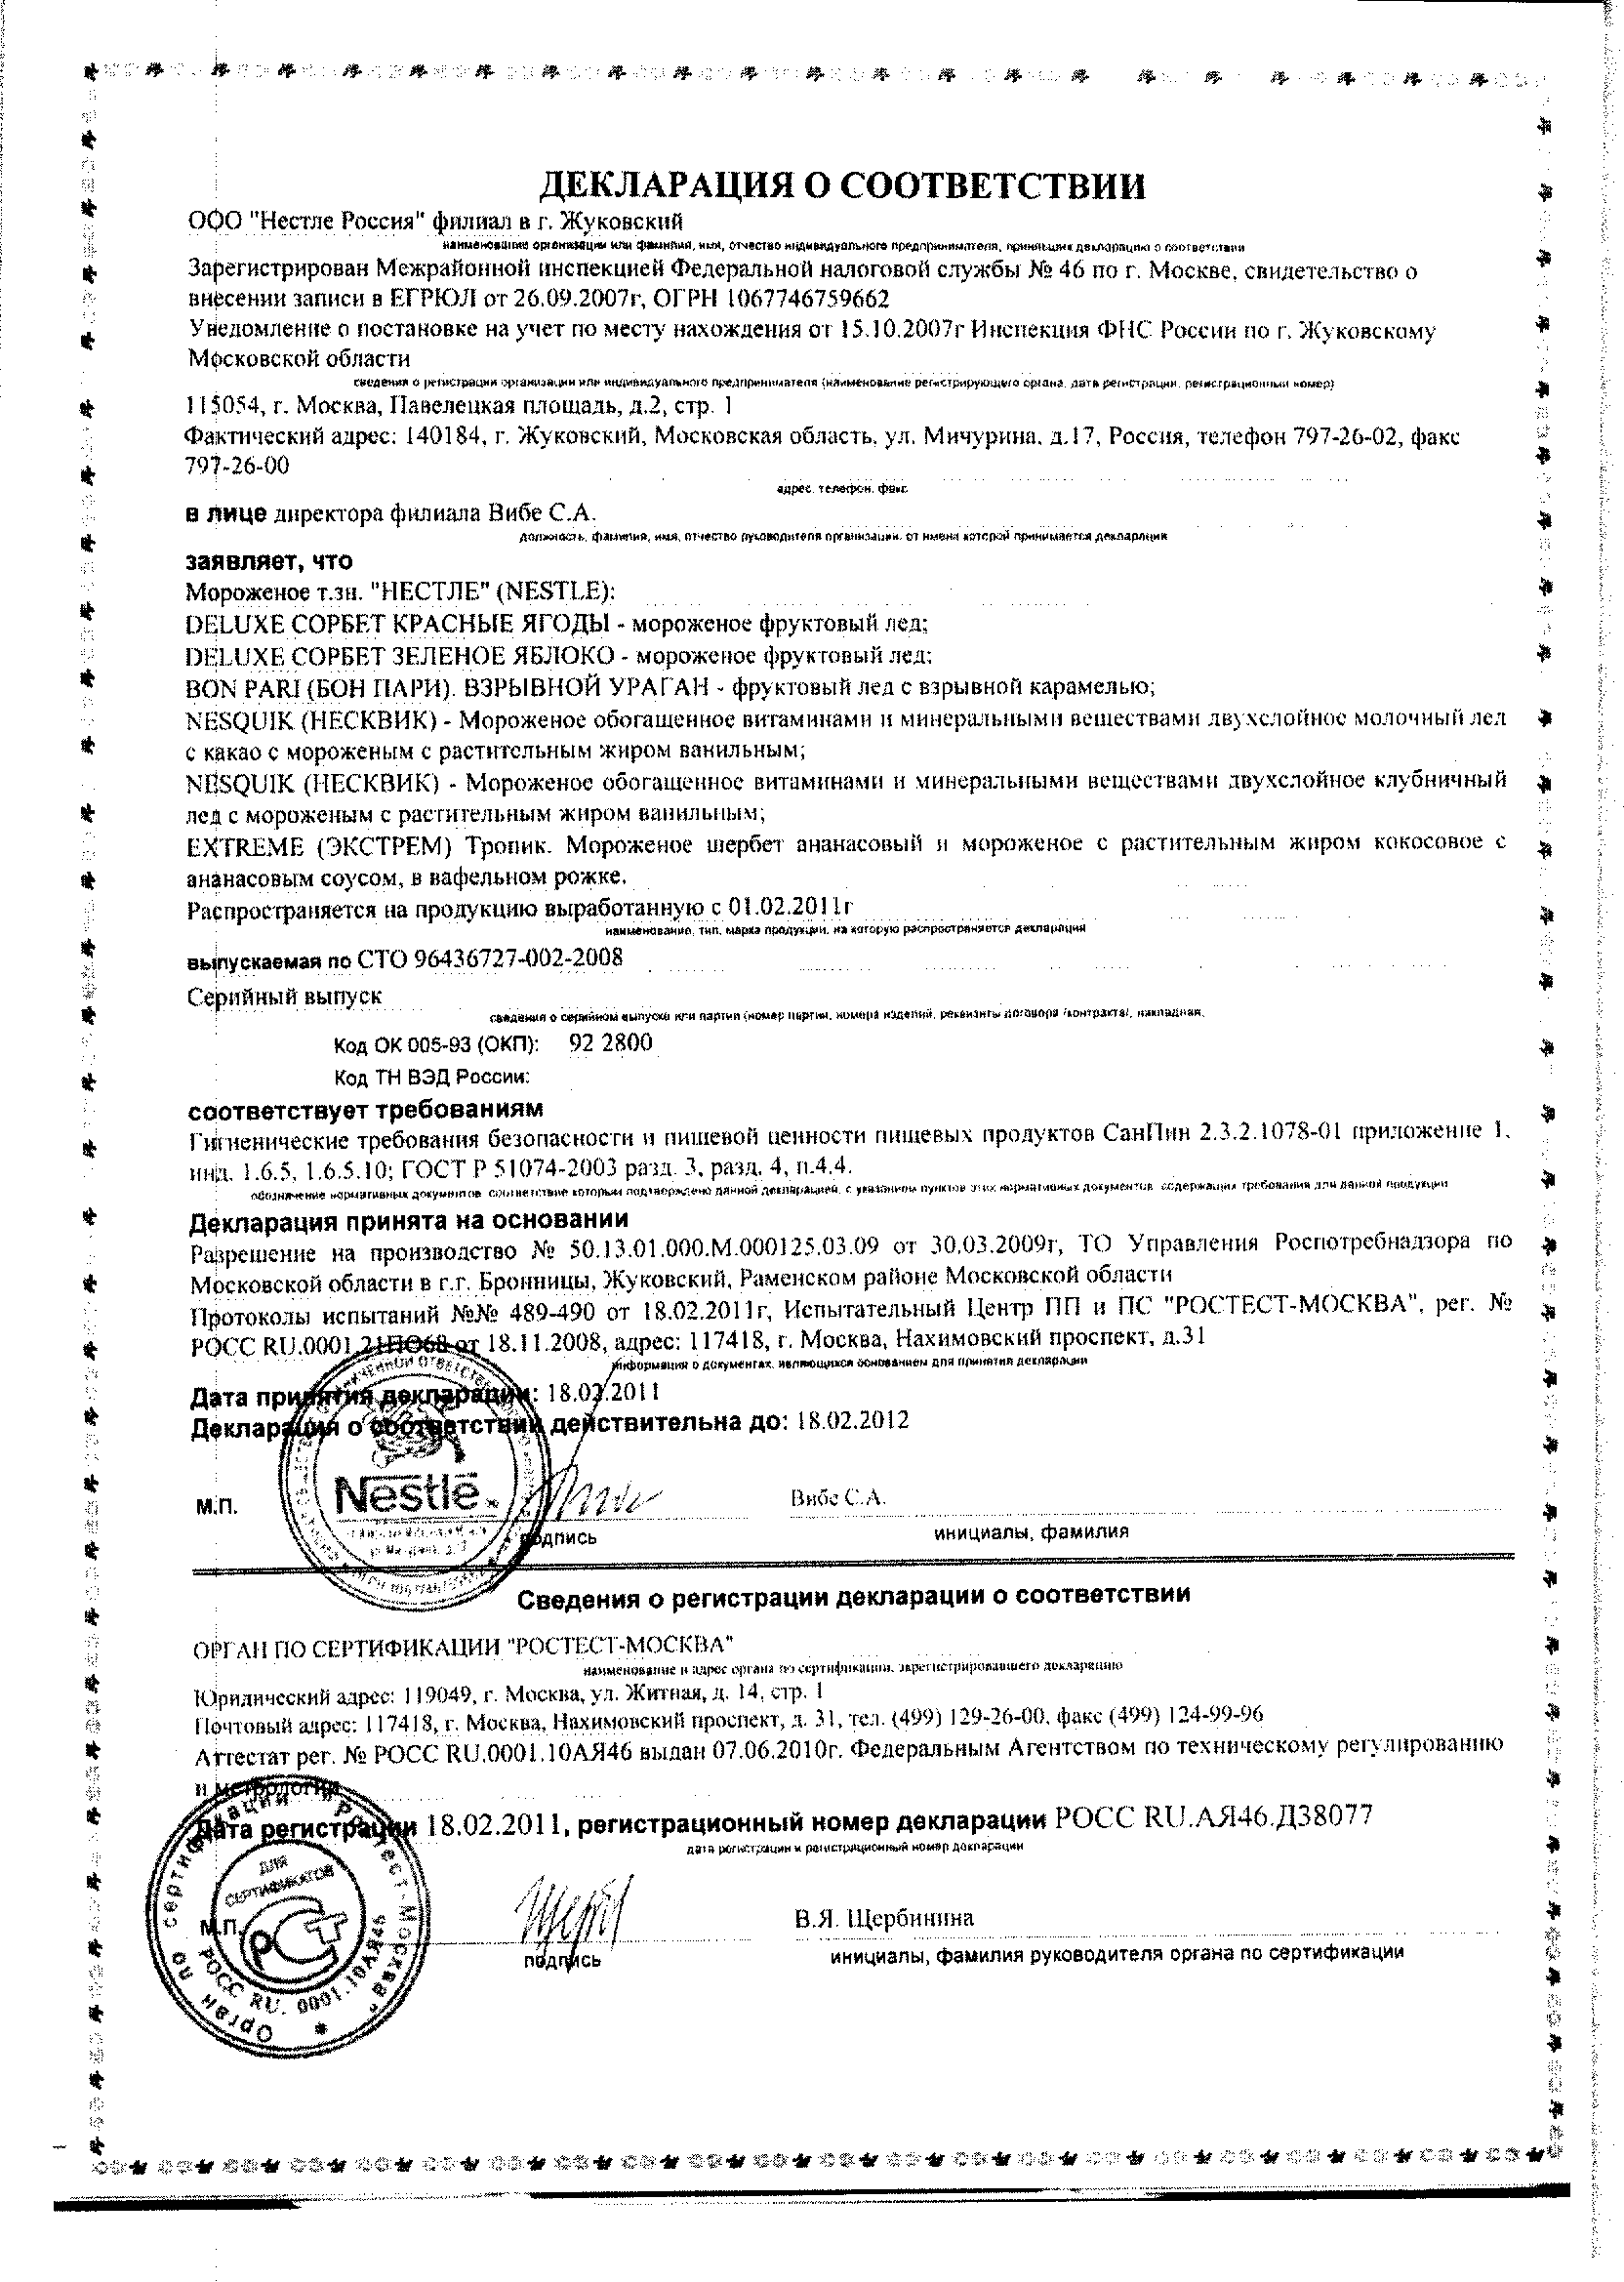 ДЕКЛАРАЦИЯ О СООТВЕТСТВИИ
ООО "Нестле Россия" филиал в г. Жуковский
наименование организации или фамилия, имя, отчество индивидуального предпринимателя, принявших декларацию о соответствии
Зарегистрирован Межрайонной инспекцией Федеральной налоговой службы № 46 по г. Москве, свидетельство о
внесении записи в ЕГРЮЛ от 26.09.2007г, ОГРН 1067746759662
Уведомление о постановке на учет по месту нахождения от 15.10.2007г Инспекция ФНС России по г. Жуковскому
Московской области
сведения о регистрации организации или индивидуального предпринимателя (наименование регистрирующего органа, дата регистрации, регистрационный номер)
115054, г. Москва, Павелецкая площадь, д.2, стр. 1
Фактический адрес: 140184, г. Жуковский, Московская область, ул. Мичурина, д.17, Россия, телефон 797-26-02, факс
797-26-00
адрес, телефон, факс
в лице директора филиала Вибе С.А.
должность, фамилия, имя, отчество руководителя организации, от имени которой принимается декларация
заявляет, что
Мороженое т.зн. "НЕСТЛЕ" (NESTLE):
DELUXE СОРБЕТ КРАСНЫЕ ЯГОДЫ - мороженое фруктовый лед;
DELUXE СОРБЕТ ЗЕЛЕНОЕ ЯБЛОКО - мороженое фруктовый лед;
BON PARI (БОН ПАРИ). ВЗРЫВНОЙ УРАГАН - фруктовый лед с взрывной карамелью;
NESQUIK (НЕСКВИК) - Мороженое обогащенное витаминами и минеральными веществами двухслойное молочный лед
с какао с мороженым с растительным жиром ванильным;
NESQUIK (НЕСКВИК) - Мороженое обогащенное витаминами и минеральными веществами двухслойное клубничный
лед с мороженым с растительным жиром ванильным;
EXTREME (ЭКСТРЕМ) Тропик. Мороженое шербет ананасовый и мороженое с растительным жиром кокосовое с
ананасовым соусом, в вафельном рожке.
Распространяется на продукцию выработанную с 01.02.2011г
наименование, тип, марка продукции, на которую распространяется декларация
выпускаемая по СТО 96436727-002-2008
Серийный выпуск
сведения о серийном выпуске или партии (номер партии, номера изделий, реквизиты договора (контракта), накладная,
Код ОК 005-93 (ОКП): 92 2800
Код ТН ВЭД России:
соответствует требованиям
Гигиенические требования безопасности и пищевой ценности пищевых продуктов СанПин 2.3.2.1078-01 приложение 1,
инд. 1.6.5, 1.6.5.10; ГОСТ Р 51074-2003 разд. 3, разд. 4, п.4.4.
обозначение нормативных документов, соответствие которым подтверждено данной декларацией, с указанием пунктов этих нормативных документов, содержащих требования для данной продукции
Декларация принята на основании
Разрешение на производство № 50.13.01.000.М.000125.03.09 от 30.03.2009г, ТО Управления Роспотребнадзора по
Московской области в г.г. Бронницы, Жуковский, Раменском районе Московской области
Протоколы испытаний №№ 489-490 от 18.02.2011г, Испытательный Центр ПП и ПС "РОСТЕСТ-МОСКВА", рег. №
РОСС RU.0001.21ПО68 от 18.11.2008, адрес: 117418, г. Москва, Нахимовский проспект, д.31
информация о документах, являющихся основанием для принятия декларации
Дата принятия декларации: 18.02.2011
Декларация о соответствии действительна до: 18.02.2012
Nestlé
М.П.
Вибе С.А.
подпись
инициалы, фамилия
Сведения о регистрации декларации о соответствии
ОРГАН ПО СЕРТИФИКАЦИИ "РОСТЕСТ-МОСКВА"
наименование и адрес органа по сертификации, зарегистрировавшего декларацию
Юридический адрес: 119049, г. Москва, ул. Житная, д. 14, стр. 1
Почтовый адрес: 117418, г. Москва, Нахимовский проспект, д. 31, тел. (499) 129-26-00, факс (499) 124-99-96
Аттестат рег. № РОСС RU.0001.10АЯ46 выдан 07.06.2010г. Федеральным Агентством по техническому регулированию
и метрологии
Дата регистрации 18.02.2011, регистрационный номер декларации РОСС RU.АЯ46.Д38077
дата регистрации и регистрационный номер декларации
Орган по сертификации "Ростест-Москва"
ДЛЯ
СЕРТИФИКАТОВ
РОСС RU. 0001.10АЯ46
М.П.
В.Я. Щербинина
подпись
инициалы, фамилия руководителя органа по сертификации